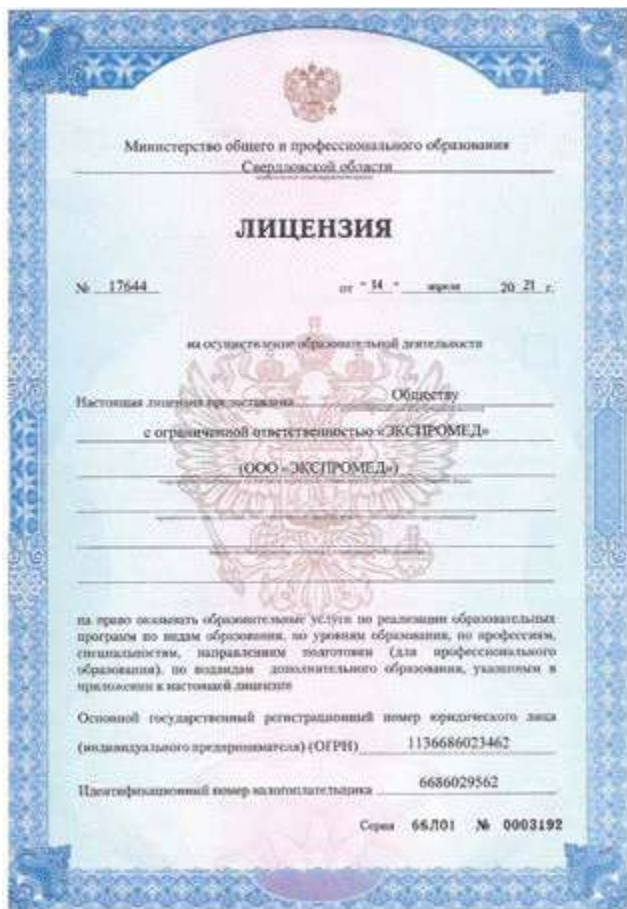 Министерство общего и профессионального образования
Свердловской области
ЛИЦЕНЗИЯ
№ 17644 от "14" апреля 20 21 г.
на осуществление образовательной деятельности
Настоящая лицензия предоставлена Обществу
с ограниченной ответственностью «ЭКСПРОМЕД»
(ООО «ЭКСПРОМЕД»)
на право оказывать образовательные услуги по реализации образовательных
программ по видам образования, по уровням образования, по профессиям,
специальностям, направлениям подготовки (для профессионального
образования), по подвидам дополнительного образования, указанным в
приложении к настоящей лицензии
Основной государственный регистрационный номер юридического лица
(индивидуального предпринимателя) (ОГРН) 1136686023462
Идентификационный номер налогоплательщика 6686029562
Серия 66Л01 № 0003192